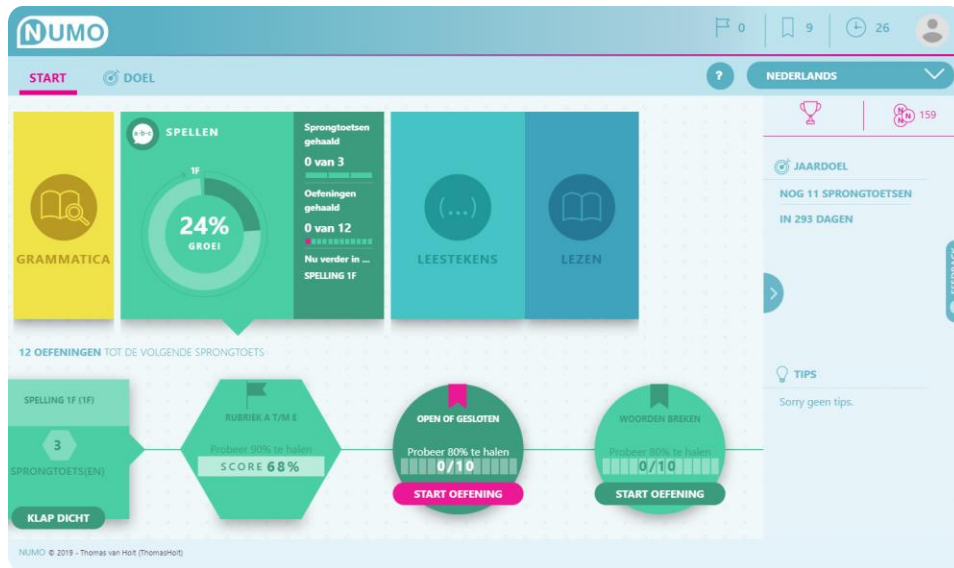 NUMO
0
9
26
START
DOEL
?
NEDERLANDS
159
GRAMMATICA
a-b-c
SPELLEN
1F
24%
GROEI
Sprongtoetsen
gehaald
0 van 3
Oefeningen
gehaald
0 van 12
Nu verder in ...
SPELLING 1F
(...)
LEESTEKENS
LEZEN
JAARDOEL
NOG 11 SPRONGTOETSEN
IN 293 DAGEN
FEEDBACK
12 OEFENINGEN TOT DE VOLGENDE SPRONGTOETS
SPELLING 1F (1F)
3
SPRONGTOETS(EN)
KLAP DICHT
RUBRIEK A T/M E
Probeer 90% te halen
SCORE 68%
OPEN OF GESLOTEN
Probeer 80% te halen
0/10
START OEFENING
WOORDEN BREKEN
Probeer 80% te halen
0/10
START OEFENING
TIPS
Sorry geen tips.
NUMO © 2019 - Thomas van Holt (ThomasHolt)